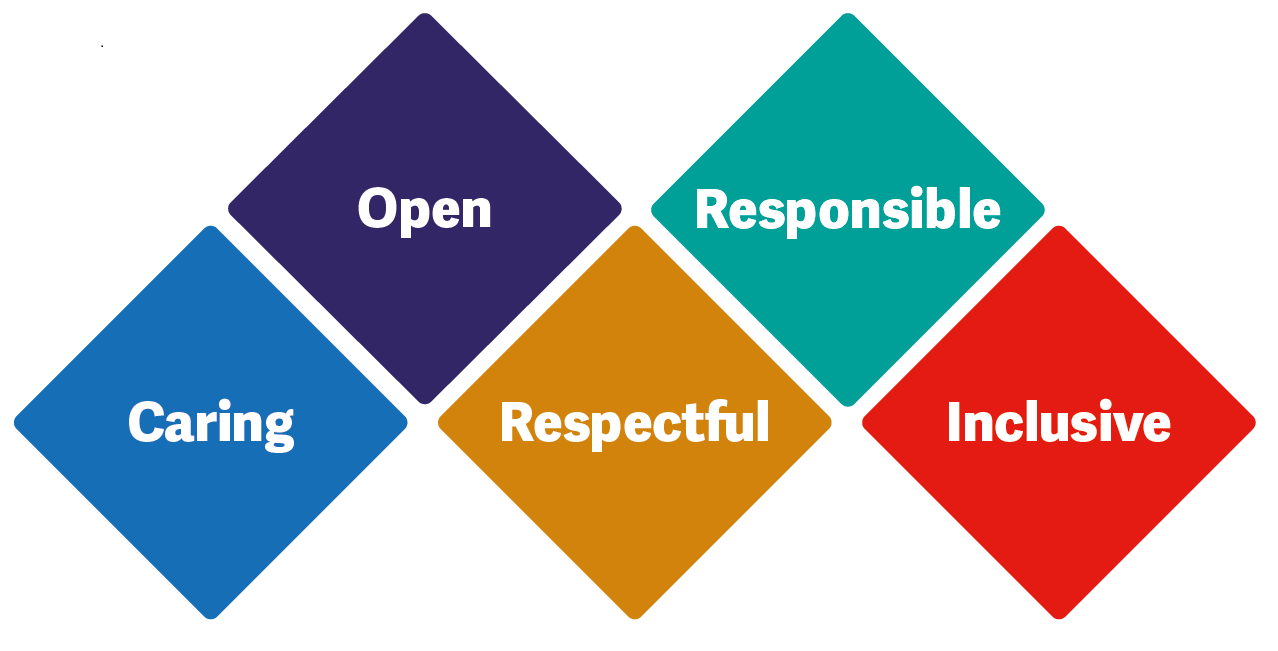 Open
Responsible
Caring
Respectful
Inclusive